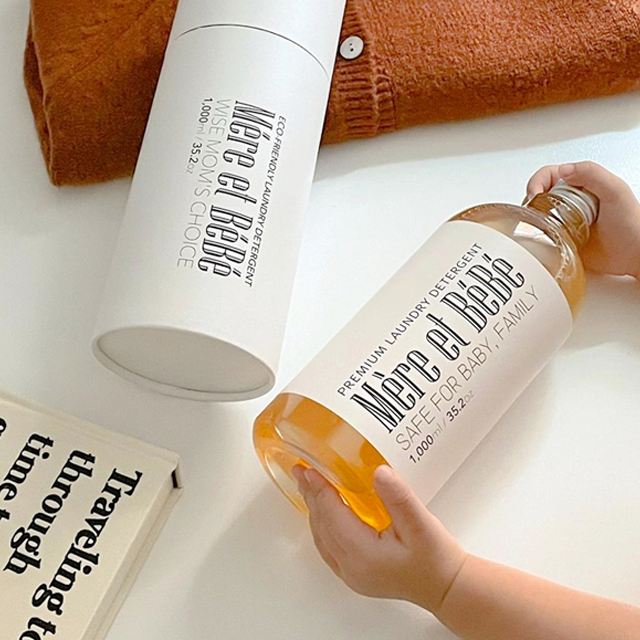 ECO-FRIENDLY LAUNDRY DETERGENT
Mère et BéBé
WISE MOM'S CHOICE
1,000ml 35.2oz
PREMIUM LAUNDRY DETERGENT
Mère et BéBé
SAFE FOR BABY, FAMILY
1,000ml / 35.2oz
Traveling to
through
time t